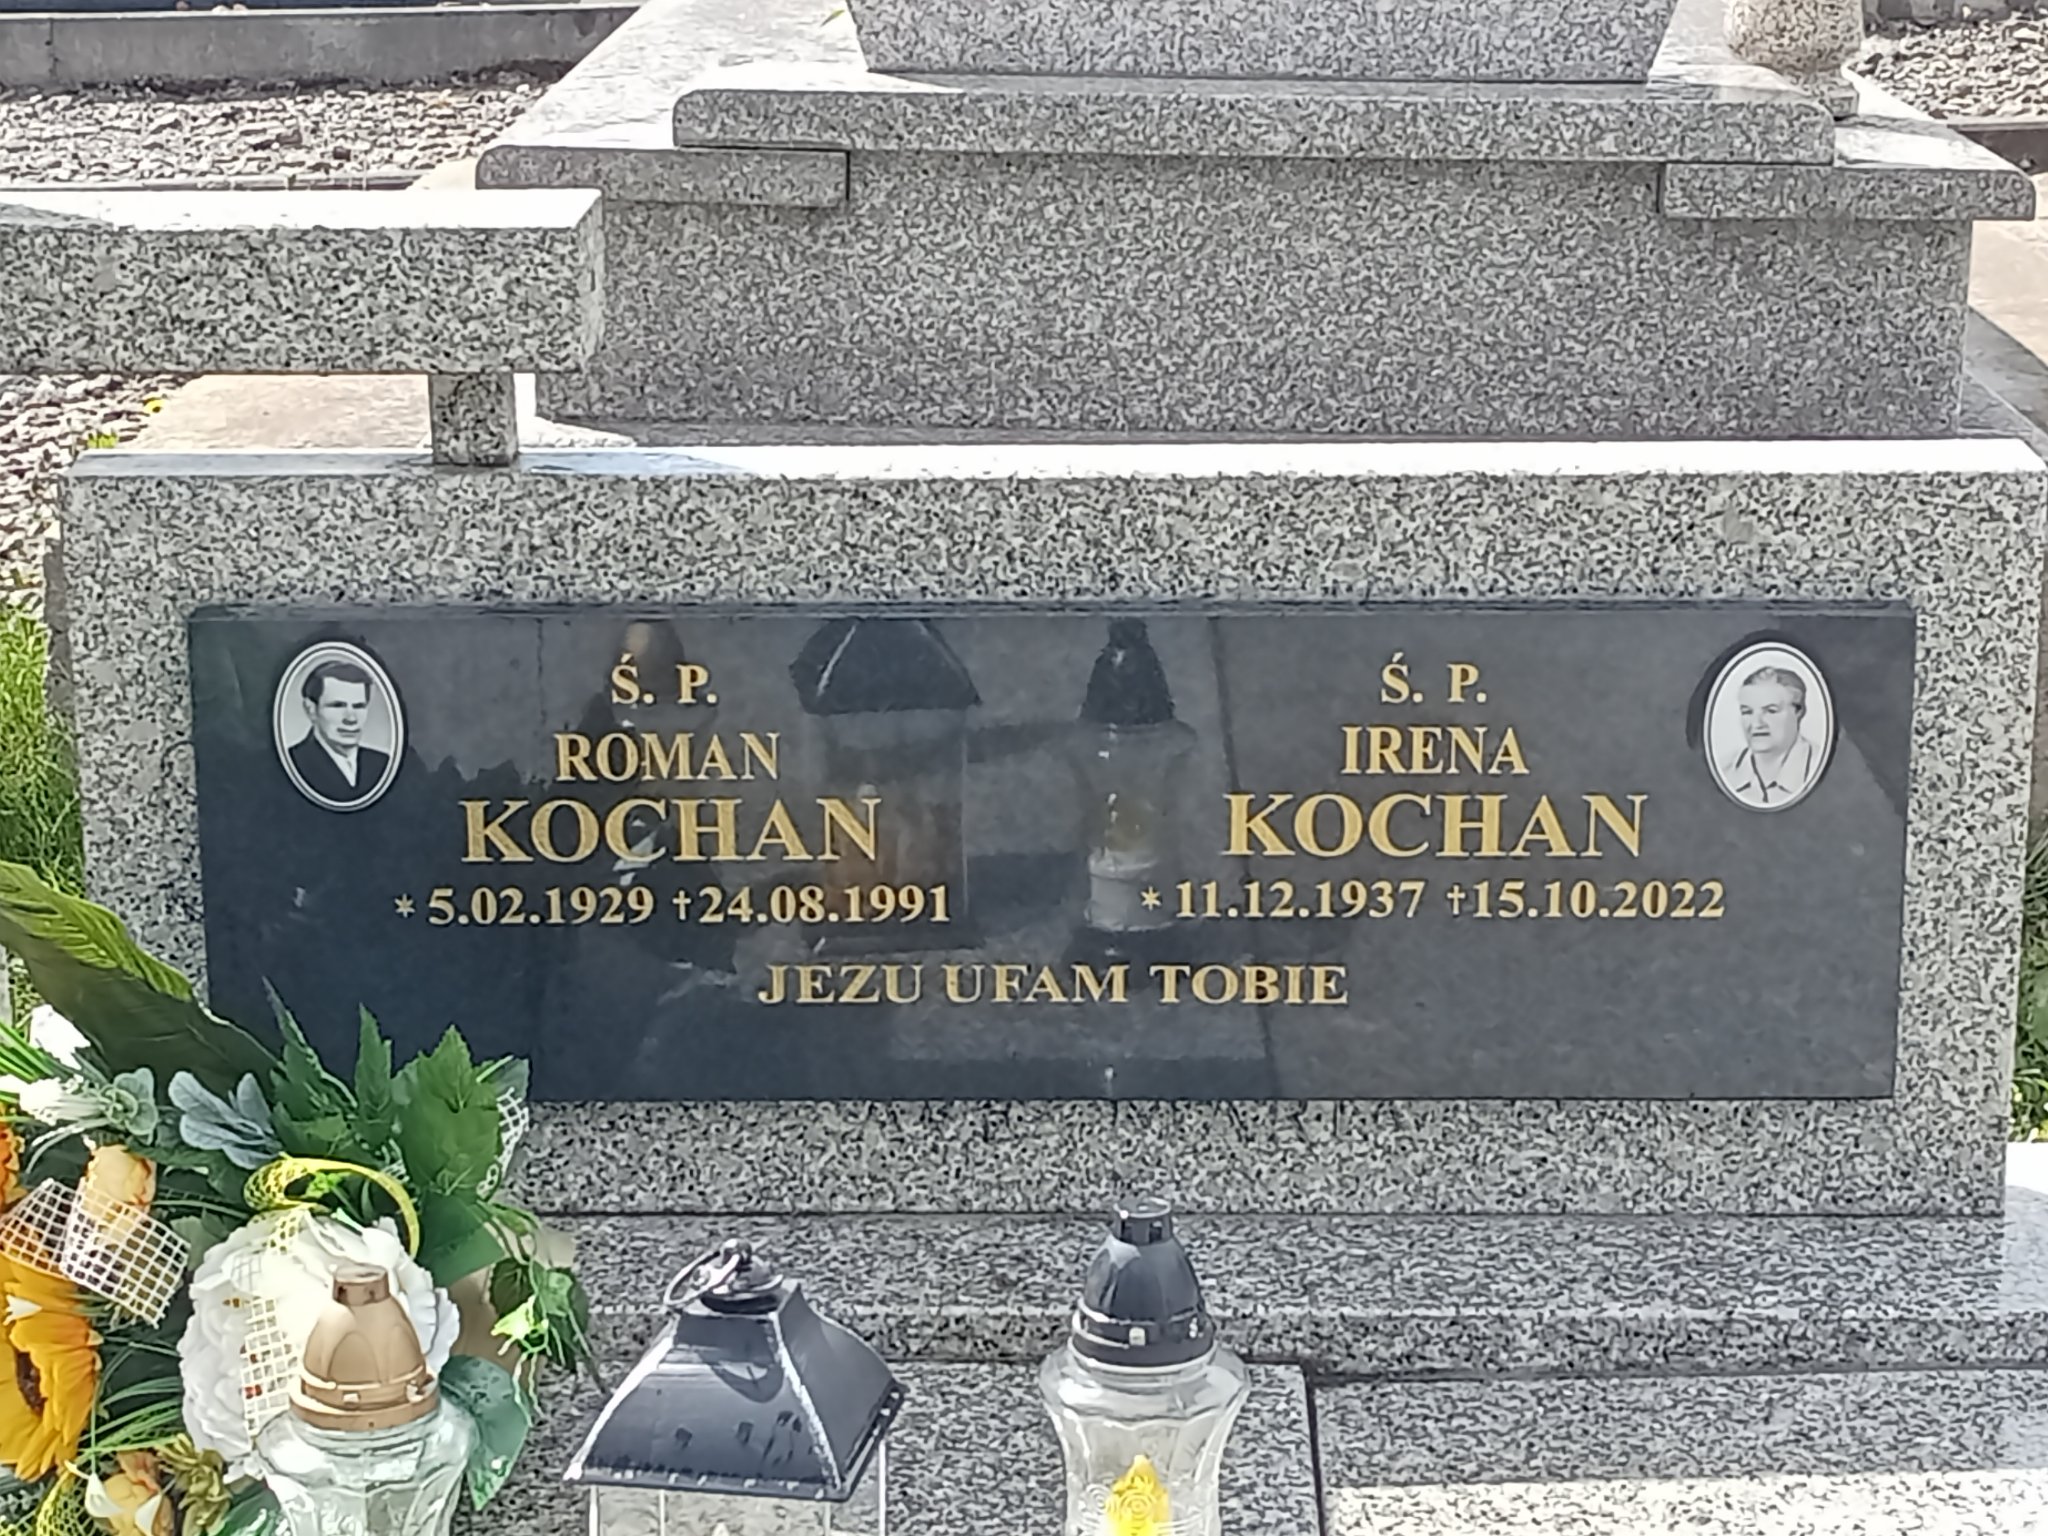 Ś. P.
ROMAN
KOCHAN
* 5.02.1929 †24.08.1991
Ś. P.
IRENA
KOCHAN
* 11.12.1937 †15.10.2022
JEZU UFAM TOBIE